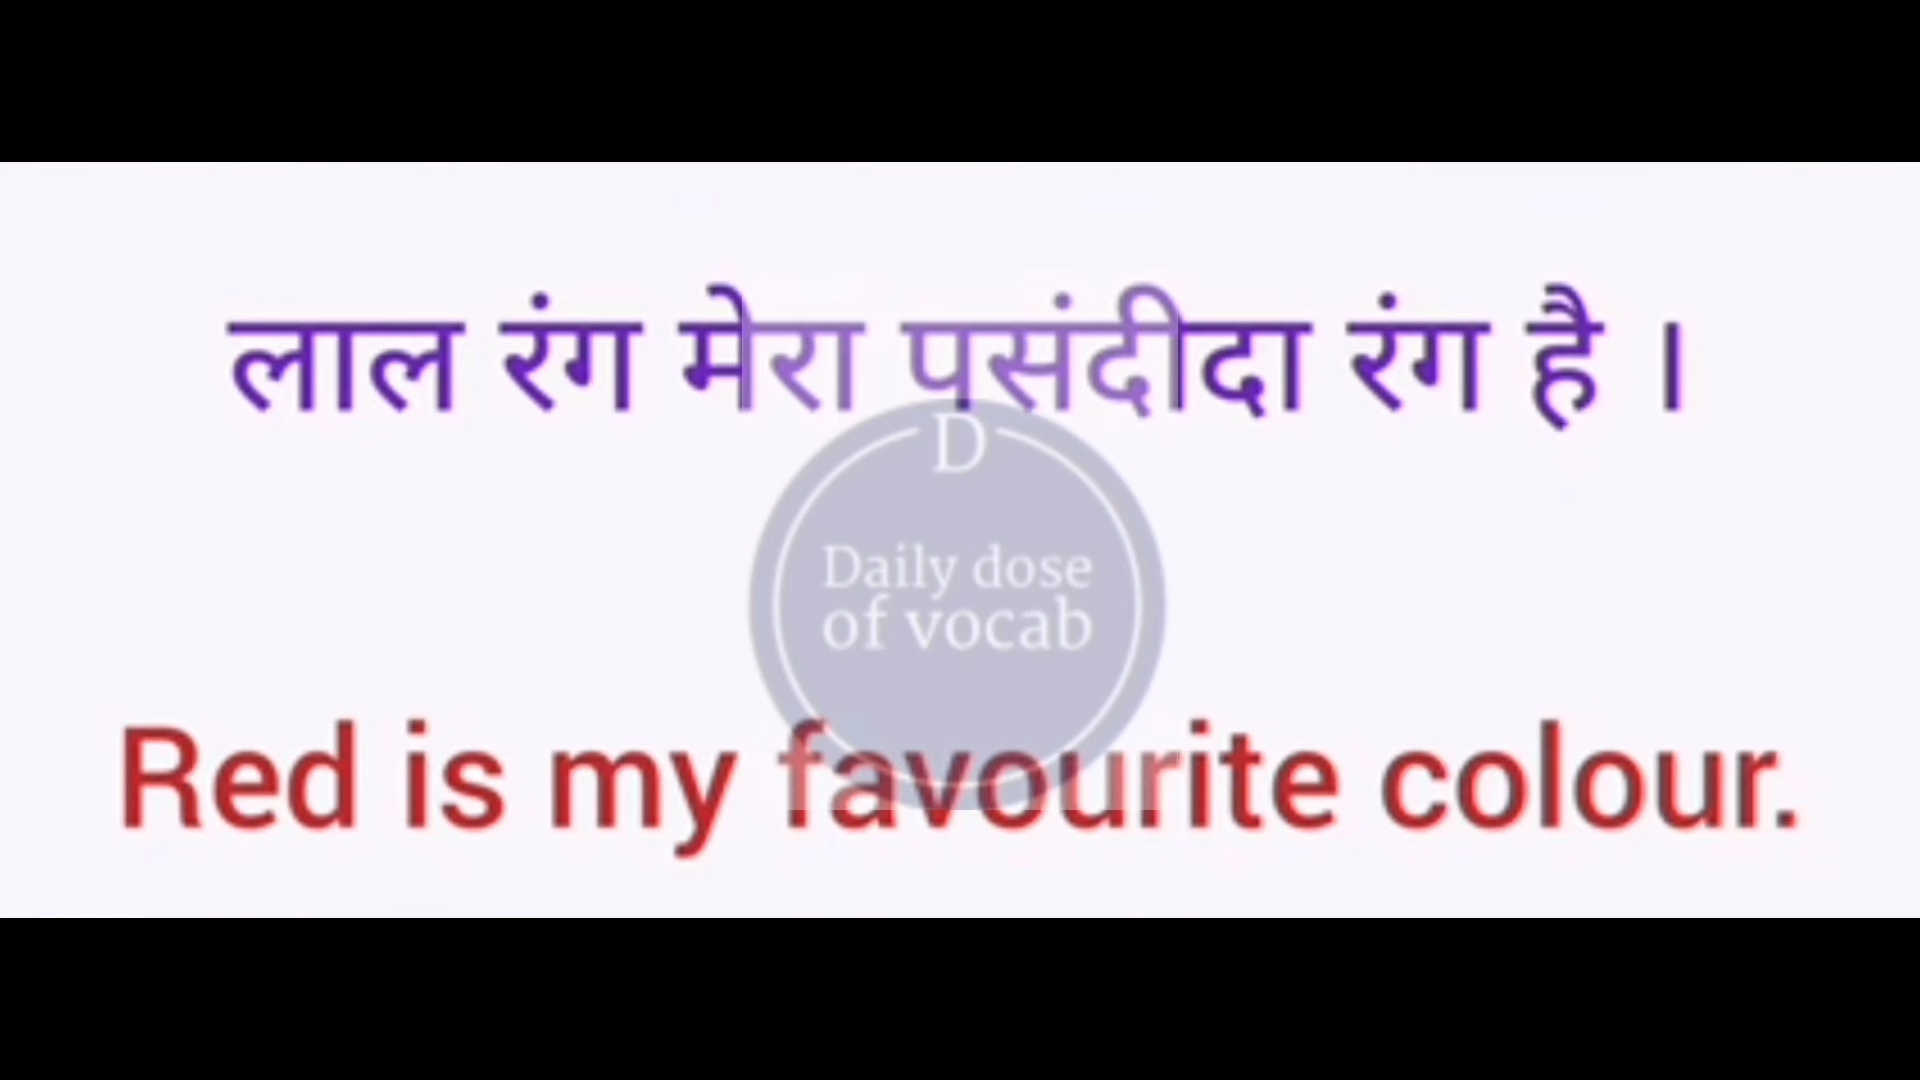 लाल रंग मेरा पसंदीदा रंग है ।
D
Daily dose
of vocab
Red is my favourite colour.